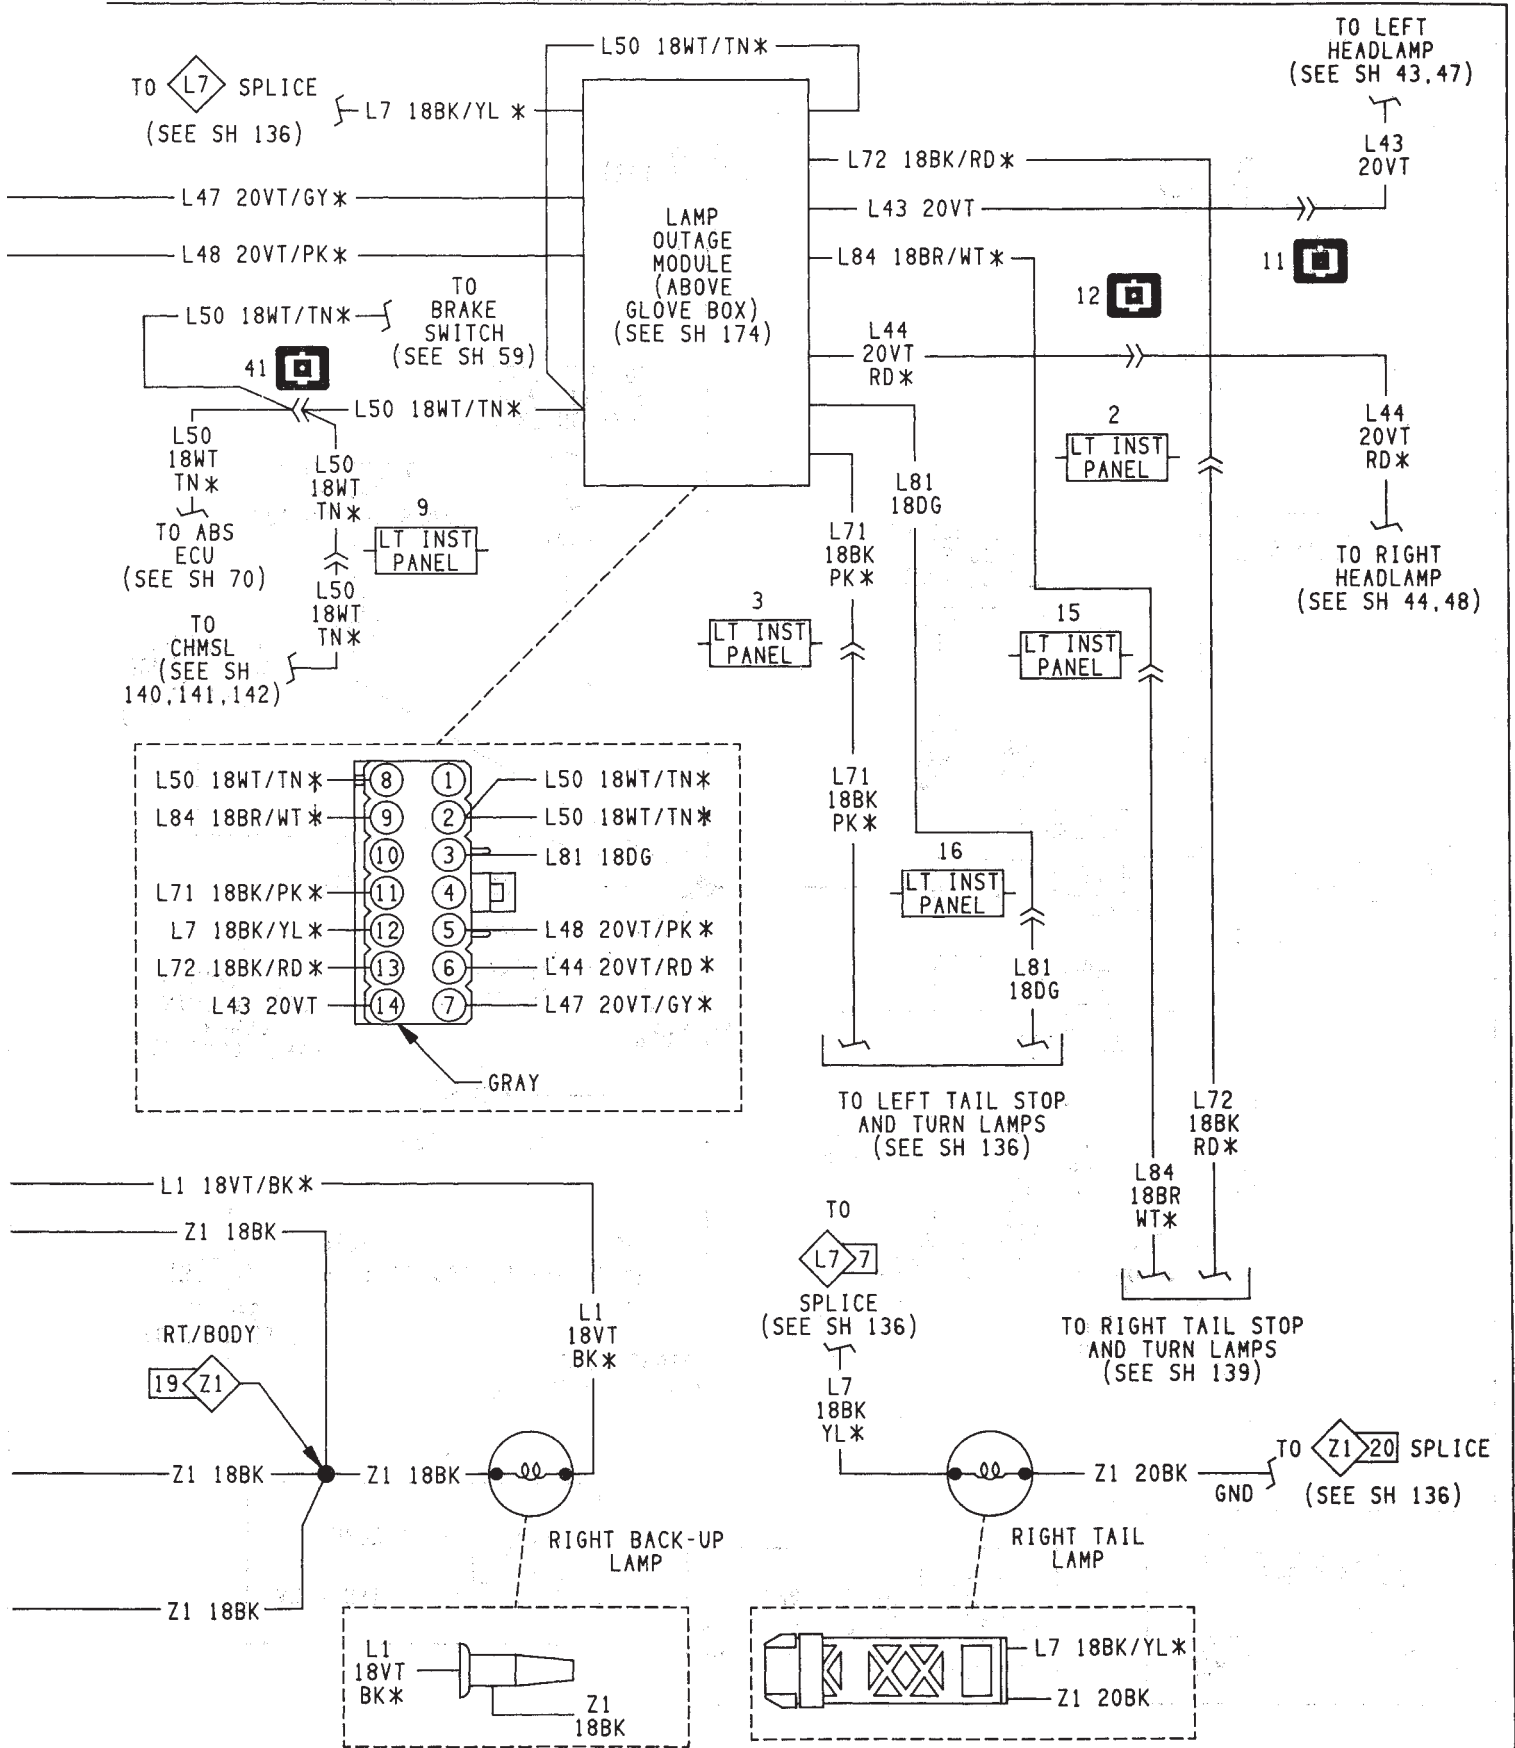 L50 18WT/TN*
TO LEFT
HEADLAMP
(SEE SH 43,47)
TO L7 SPLICE
(SEE SH 136)
L7 18BK/YL *
L43
20VT
L72 18BK/RD*
L47 20VT/GY*
L43 20VT
LAMP
OUTAGE
MODULE
(ABOVE
GLOVE BOX)
(SEE SH 174)
L48 20VT/PK*
L84 18BR/WT*
11
12
TO
BRAKE
SWITCH
(SEE SH 59)
L50 18WT/TN*
L44
20VT
RD*
41
L50 18WT/TN*
L50
18WT
TN*
L50
18WT
TN*
2
LT INST
PANEL
L44
20VT
RD*
L81
18DG
9
LT INST
PANEL
TO ABS
ECU
(SEE SH 70)
L71
18BK
PK*
TO RIGHT
HEADLAMP
(SEE SH 44,48)
L50
18WT
TN*
3
LT INST
PANEL
15
LT INST
PANEL
TO
CHMSL
(SEE SH
140,141,142)
L50 18WT/TN*
8
1
L50 18WT/TN*
L84 18BR/WT*
9
2
L50 18WT/TN*
10
3
L81 18DG
L71 18BK/PK*
11
4
L7 18BK/YL*
12
5
L48 20VT/PK*
L72 18BK/RD*
13
6
L44 20VT/RD*
L43 20VT
14
7
L47 20VT/GY*
GRAY
L71
18BK
PK*
16
LT INST
PANEL
L81
18DG
TO LEFT TAIL STOP
AND TURN LAMPS
(SEE SH 136)
L72
18BK
RD*
L84
18BR
WT*
L1 18VT/BK*
Z1 18BK
TO
L7 7
SPLICE
(SEE SH 136)
L1
18VT
BK*
TO RIGHT TAIL STOP
AND TURN LAMPS
(SEE SH 139)
RT/BODY
19 Z1
L7
18BK
YL*
Z1 18BK
Z1 18BK
Z1 20BK
GND
TO Z1 20 SPLICE
(SEE SH 136)
RIGHT BACK-UP
LAMP
RIGHT TAIL
LAMP
Z1 18BK
L1
18VT
BK*
Z1
18BK
L7 18BK/YL*
Z1 20BK